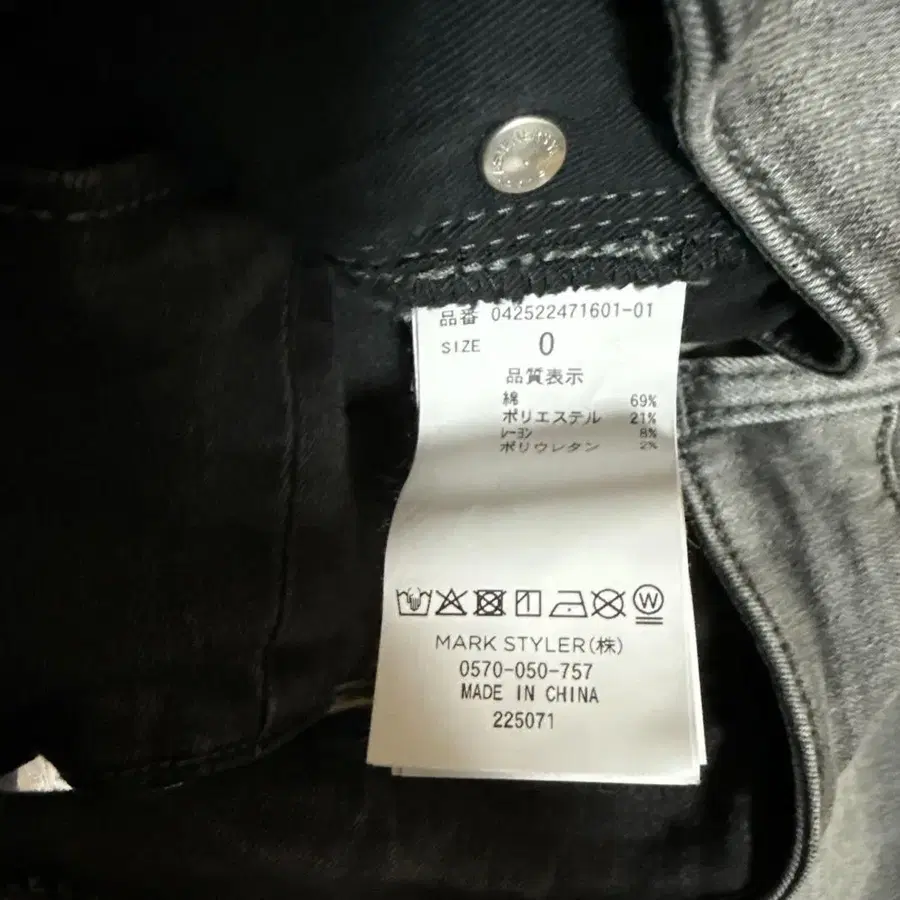 品番 042522471601-01
SIZE 0
品質表示
綿 69%
ポリエステル 21%
レーヨン 8%
ポリウレタン 2%
W
MARK STYLER(株)
0570-050-757
MADE IN CHINA
225071